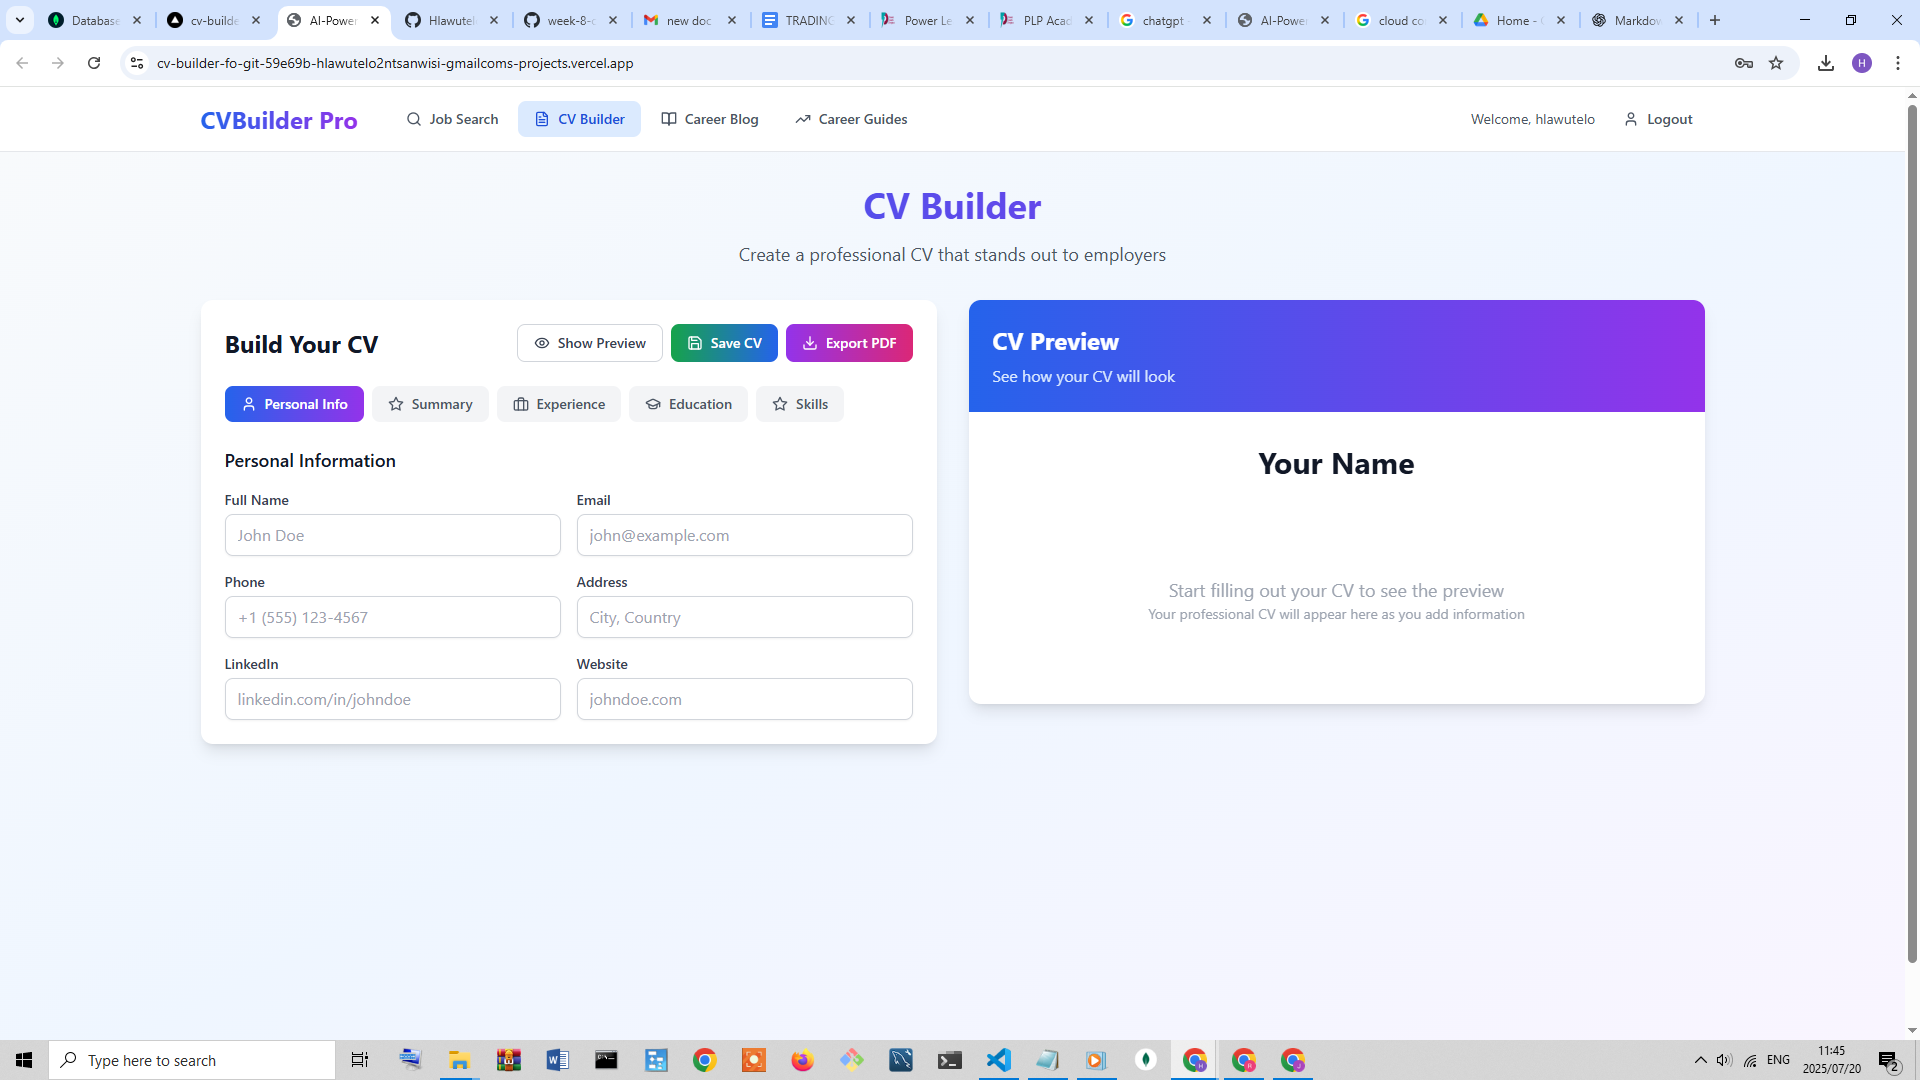 Database
cv-builde
AI-Power
Hlawutel
week-8-c
new doc
TRADING
Power Le
PLP Acad
chatgpt
AI-Power
cloud co
Home -
Markdow
cv-builder-fo-git-59e69b-hlawutelo2ntsanwisi-gmailcoms-projects.vercel.app
H
CVBuilder Pro
Job Search
CV Builder
Career Blog
Career Guides
Welcome, hlawutelo
Logout
CV Builder
Create a professional CV that stands out to employers
Build Your CV
Show Preview
Save CV
Export PDF
Personal Info
Summary
Experience
Education
Skills
Personal Information
Full Name
Email
John Doe
john@example.com
Phone
Address
+1 (555) 123-4567
City, Country
LinkedIn
Website
linkedin.com/in/johndoe
johndoe.com
CV Preview
See how your CV will look
Your Name
Start filling out your CV to see the preview
Your professional CV will appear here as you add information
Type here to search
ENG
11:45
2025/07/20
2